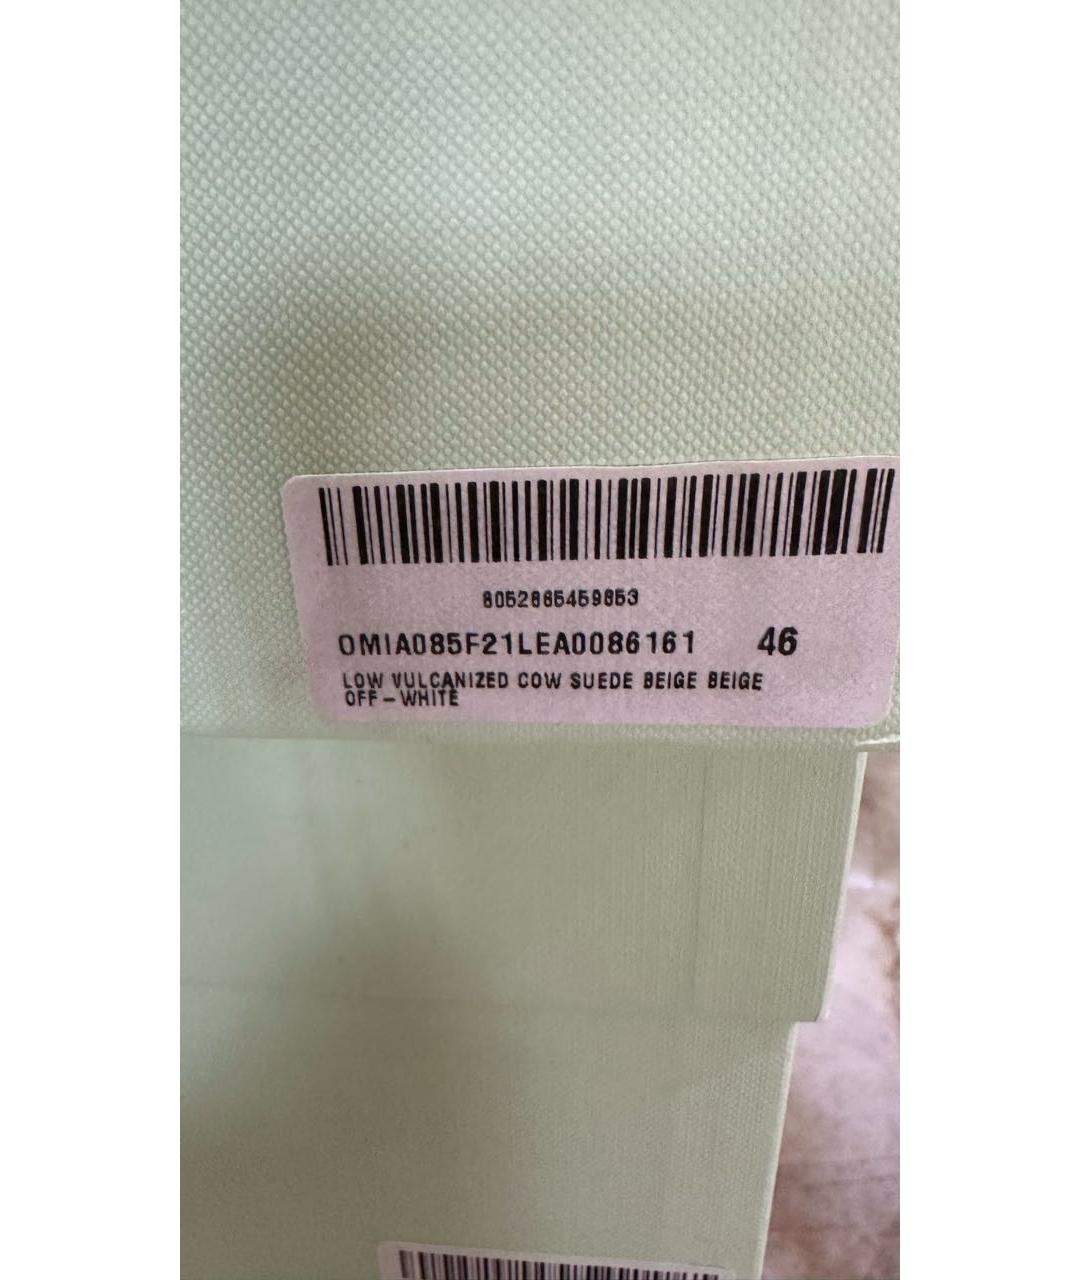 8052865459853
OMIA085F21LEA0086161 46
LOW VULCANIZED COW SUEDE BEIGE BEIGE
OFF-WHITE